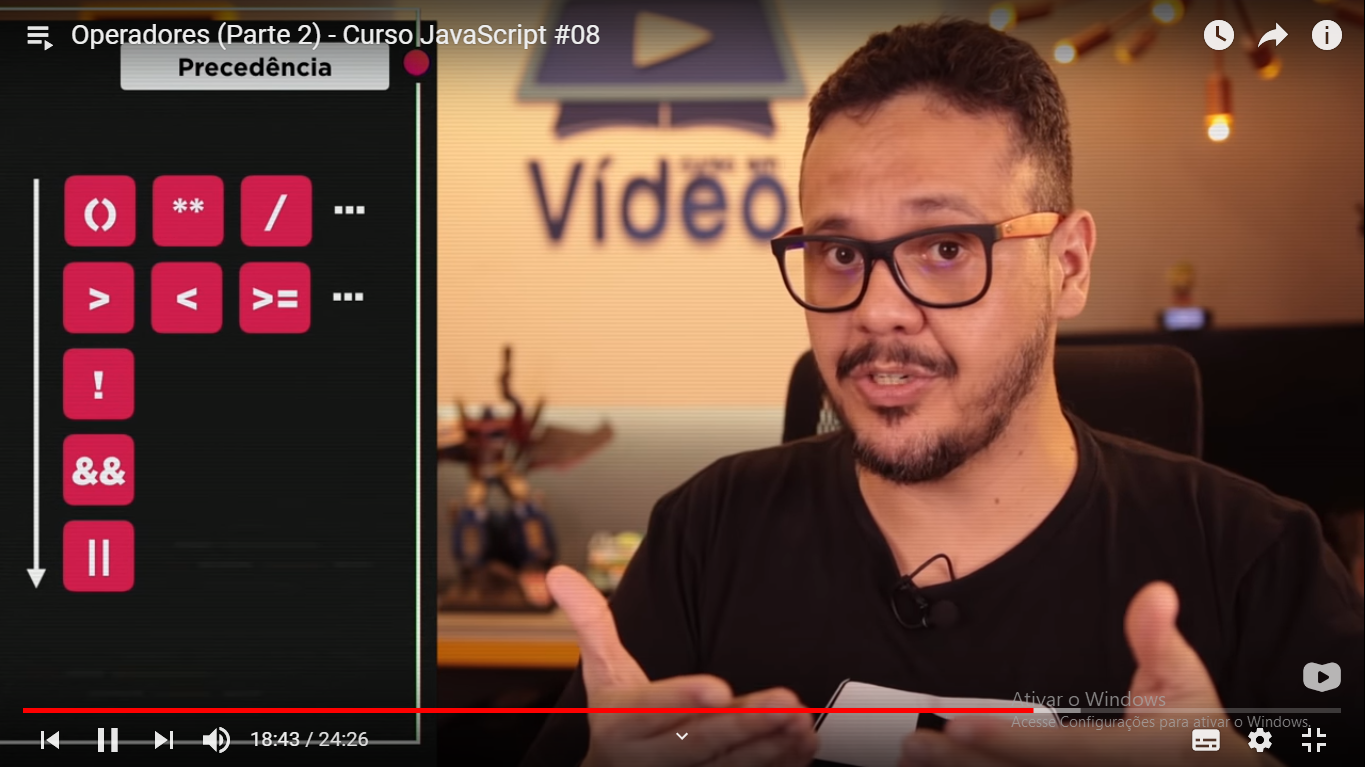 Operadores (Parte 2) - Curso JavaScript #08
Precedência
() ** / ...
> < >= ...
!
&&
||
Vídeo
Ativar o Windows
Acesse Configurações para ativar o Windows.
18:43 / 24:26